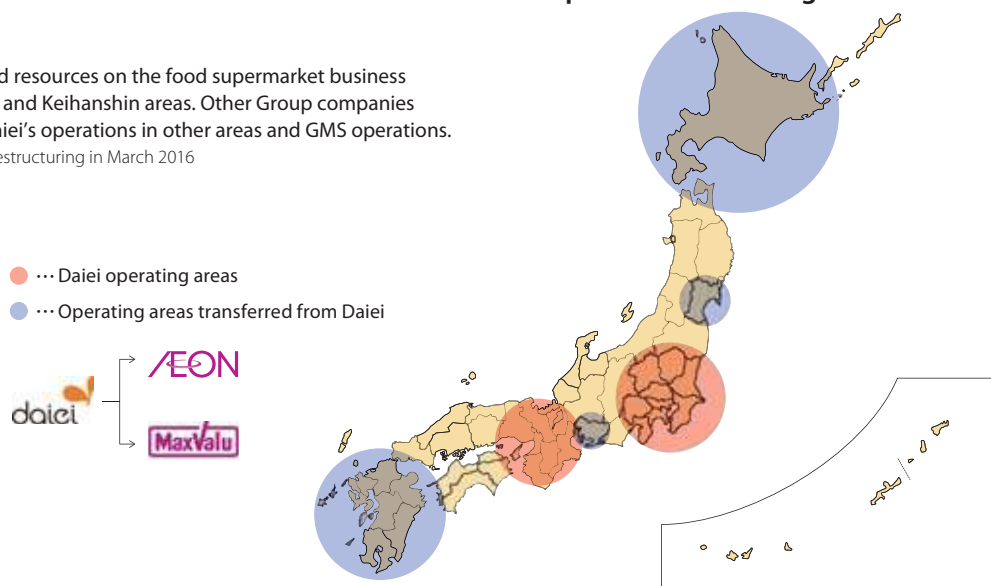 d resources on the food supermarket business
and Keihanshin areas. Other Group companies
iei's operations in other areas and GMS operations.
estructuring in March 2016
··· Daiei operating areas
··· Operating areas transferred from Daiei
ÆON
daiei
MaxValu